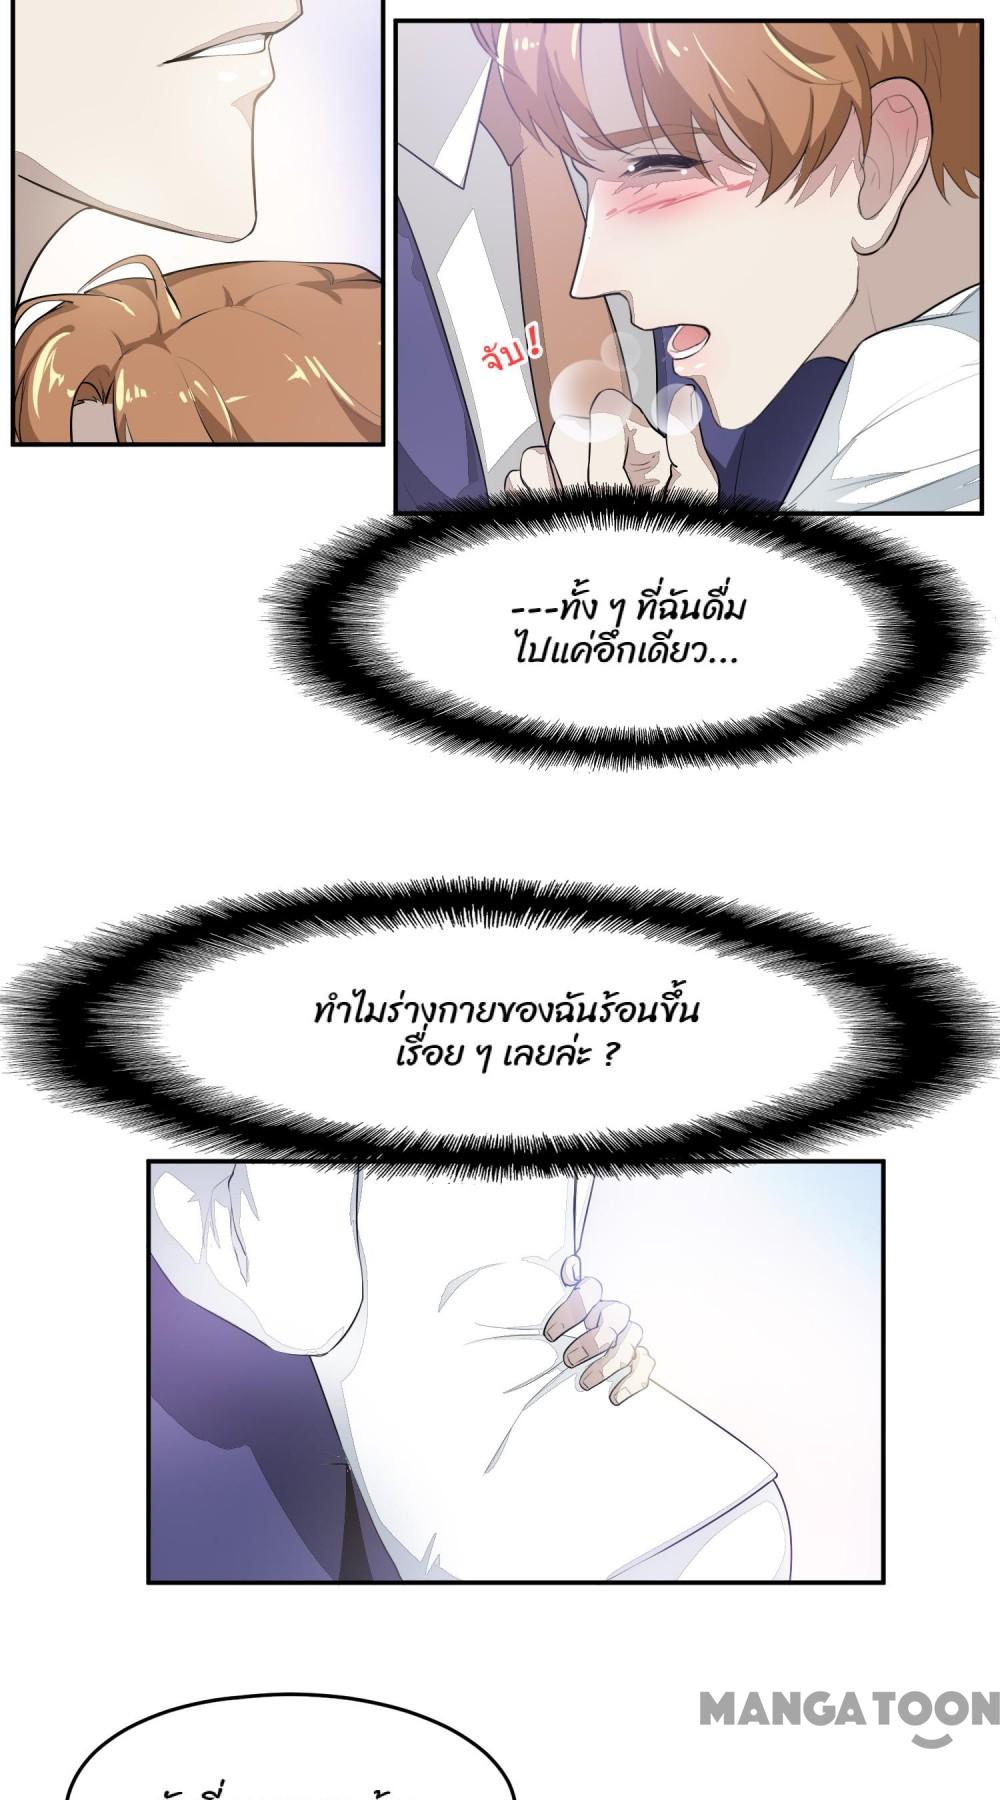 จับ!
---ทั้ง ๆ ที่ฉันดื่ม
ไปแค่อึกเดียว...
ทำไมร่างกายของฉันร้อนขึ้น
เรื่อย ๆ เลยล่ะ ?
MANGATOON